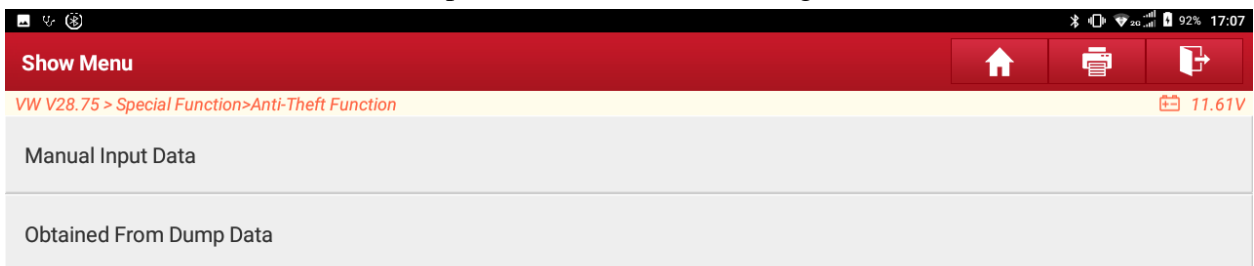 2G 92% 17:07
Show Menu
VW V28.75 > Special Function>Anti-Theft Function 11.61V
Manual Input Data
Obtained From Dump Data